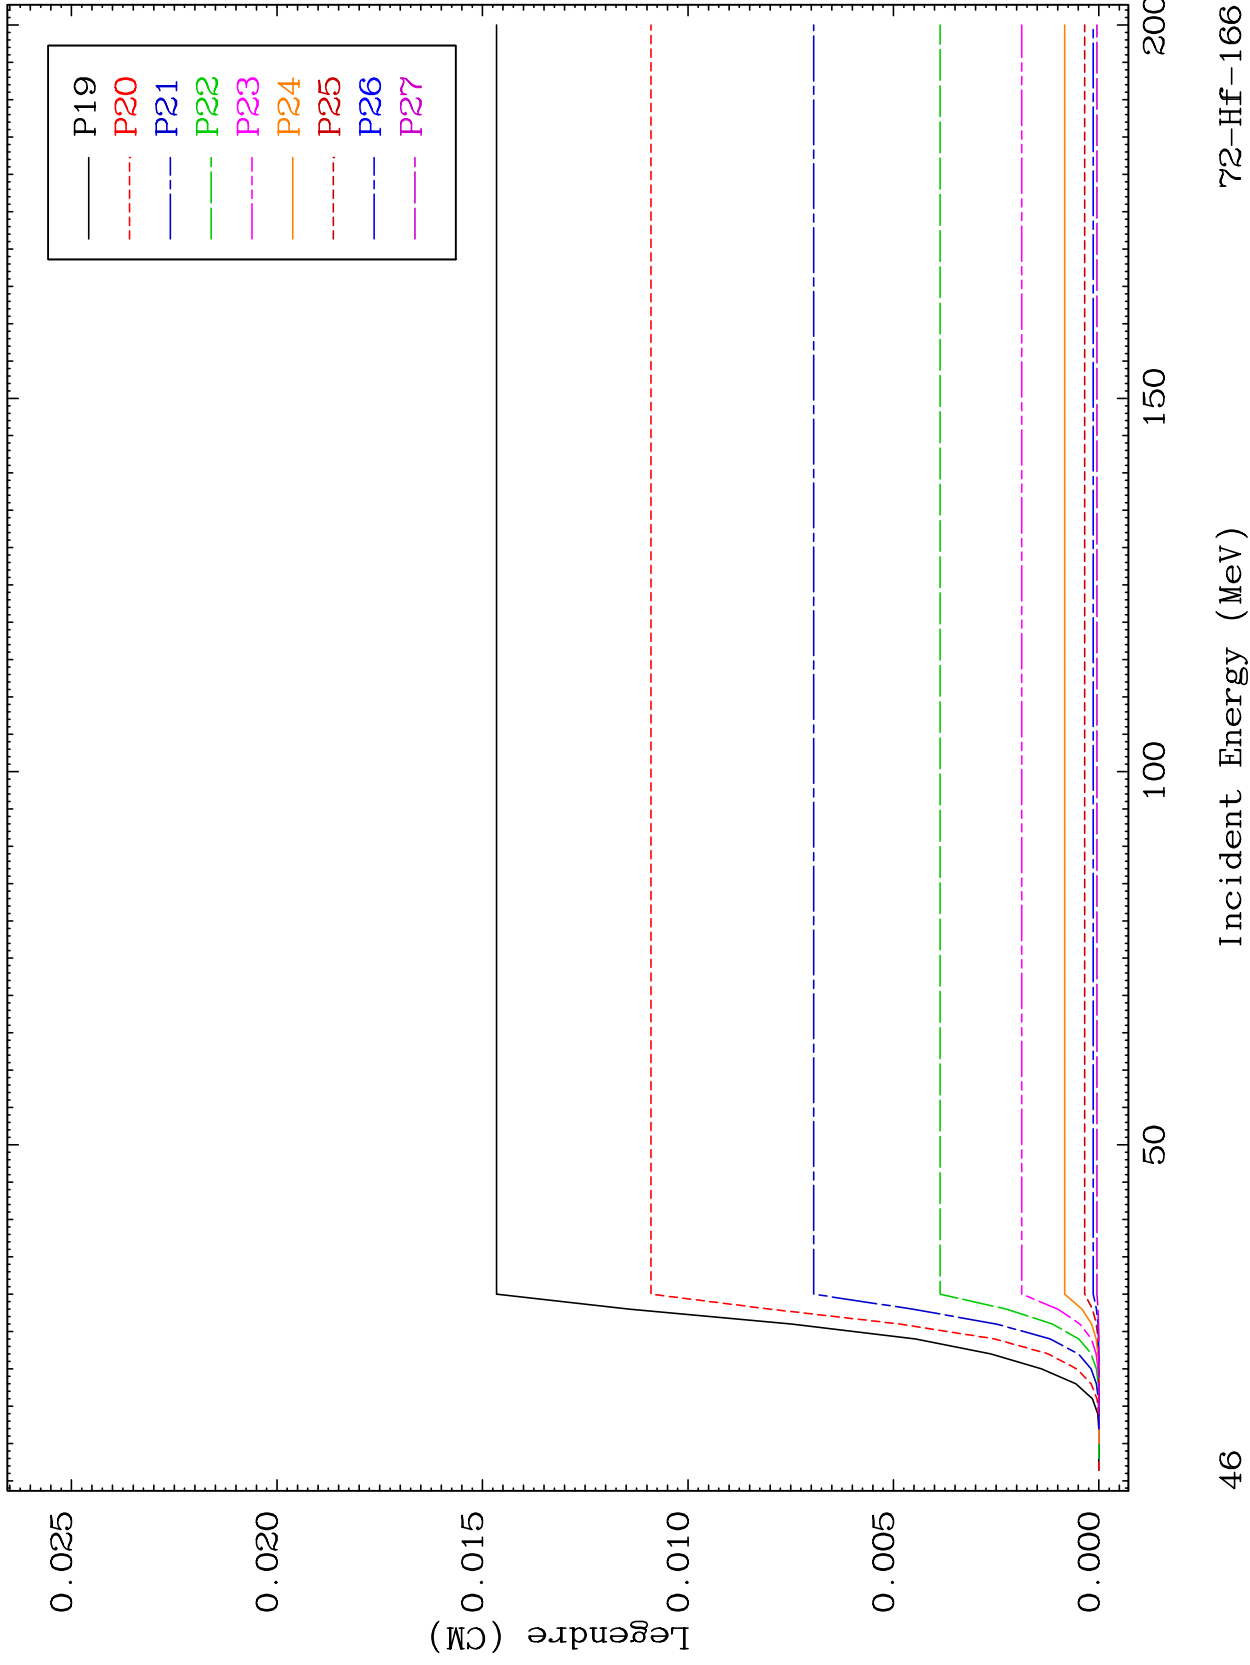 P19
P20
P21
P22
P23
P24
P25
P26
P27
Legendre (CM)
0.025
0.020
0.015
0.010
0.005
0.000
50
100
150
200
Incident Energy (MeV)
46
72-Hf-166